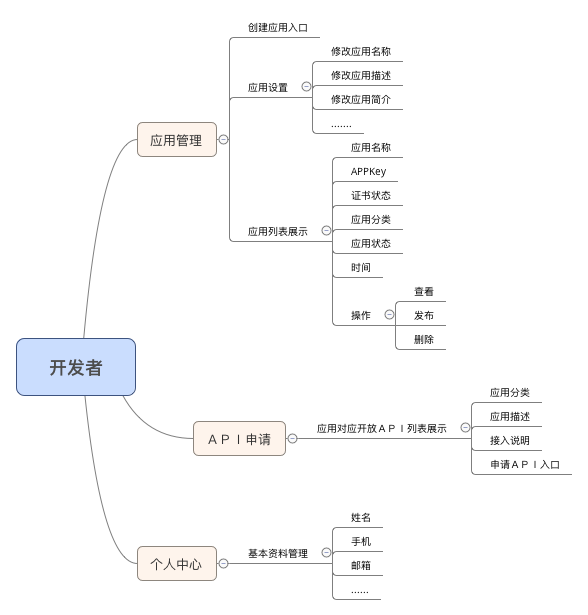 开发者
应用管理
创建应用入口
应用设置
修改应用名称
修改应用描述
修改应用简介
.......
应用列表展示
应用名称
APPKey
证书状态
应用分类
应用状态
时间
操作
查看
发布
删除
ＡＰＩ申请
应用对应开放ＡＰＩ列表展示
应用分类
应用描述
接入说明
申请ＡＰＩ入口
个人中心
基本资料管理
姓名
手机
邮箱
......